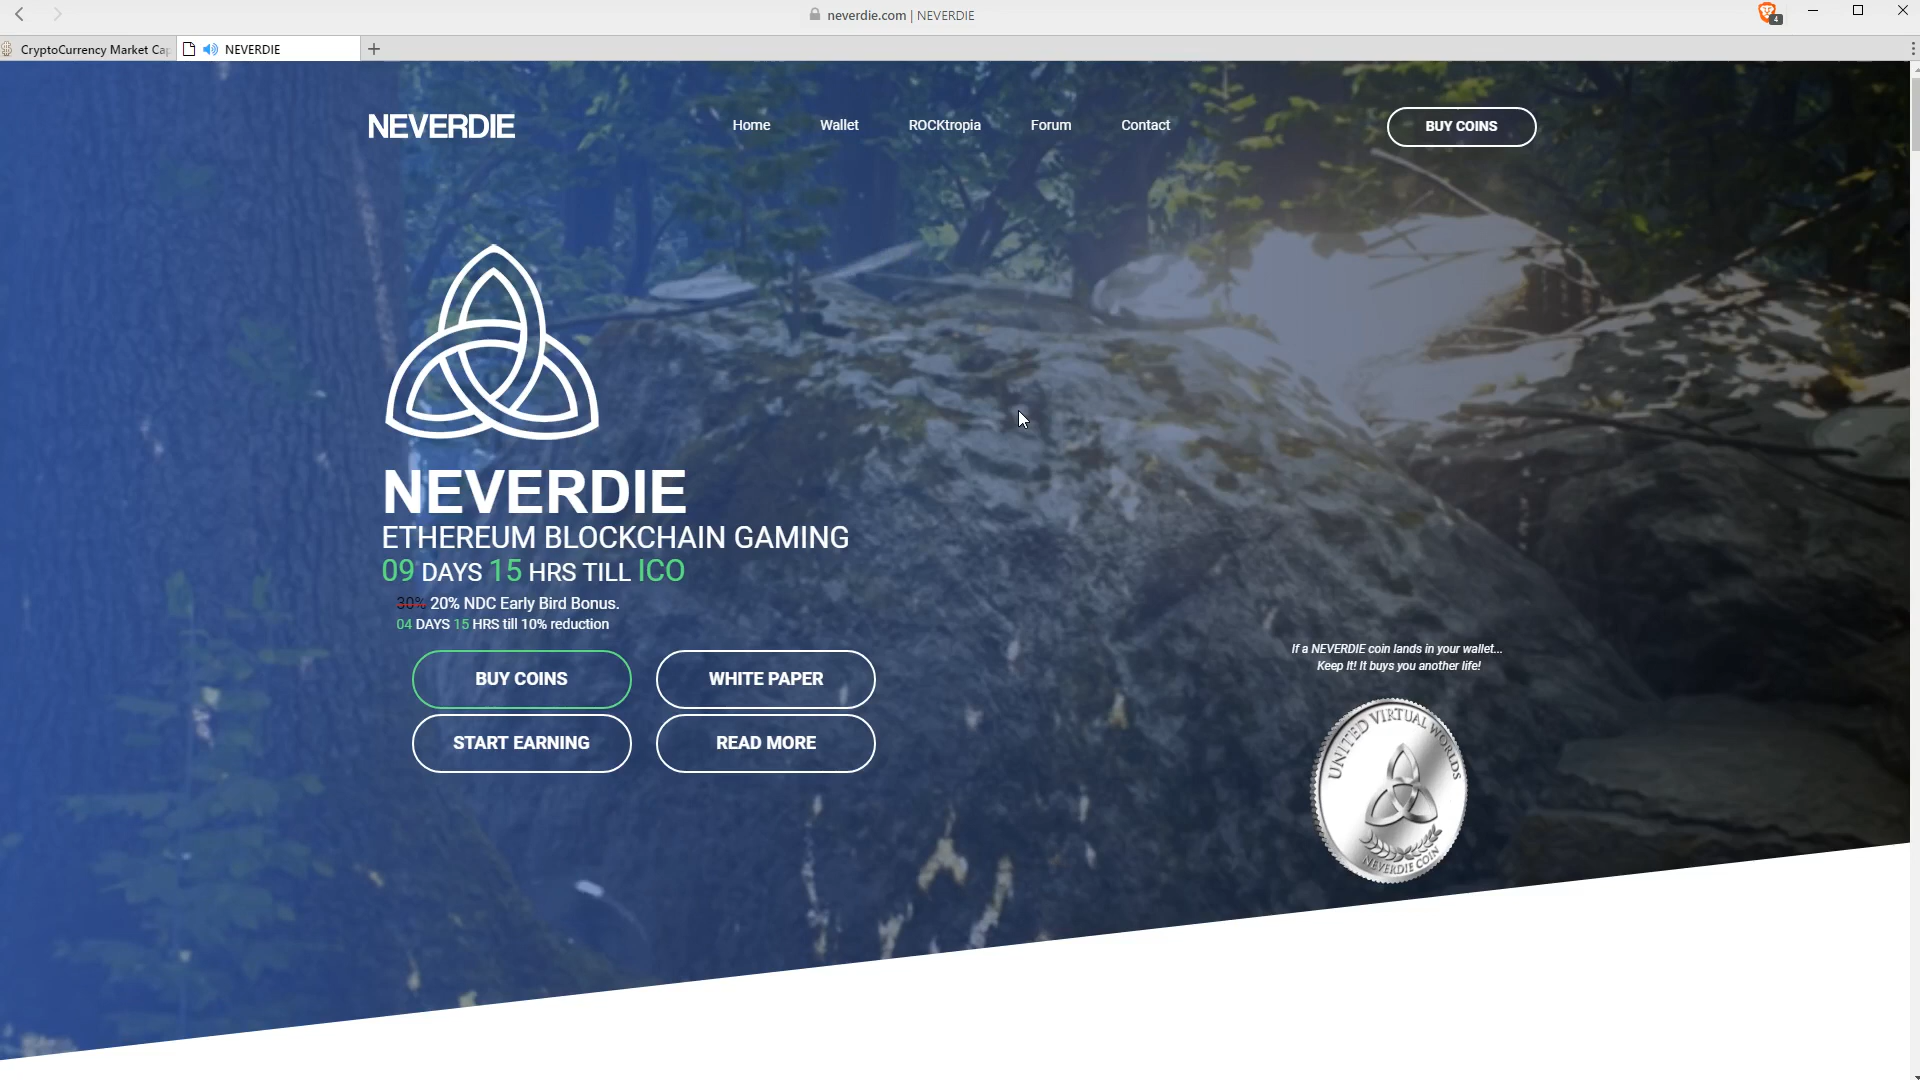 neverdie.com | NEVERDIE
4
CryptoCurrency Market Cap
NEVERDIE
NEVERDIE
Home
Wallet
ROCKtropia
Forum
Contact
BUY COINS
NEVERDIE
ETHEREUM BLOCKCHAIN GAMING
09 DAYS 15 HRS TILL ICO
30% 20% NDC Early Bird Bonus.
04 DAYS 15 HRS till 10% reduction
BUY COINS
WHITE PAPER
START EARNING
READ MORE
If a NEVERDIE coin lands in your wallet...
Keep It! It buys you another life!
UNITED VIRTUAL WORLDS
NEVERDIE COIN